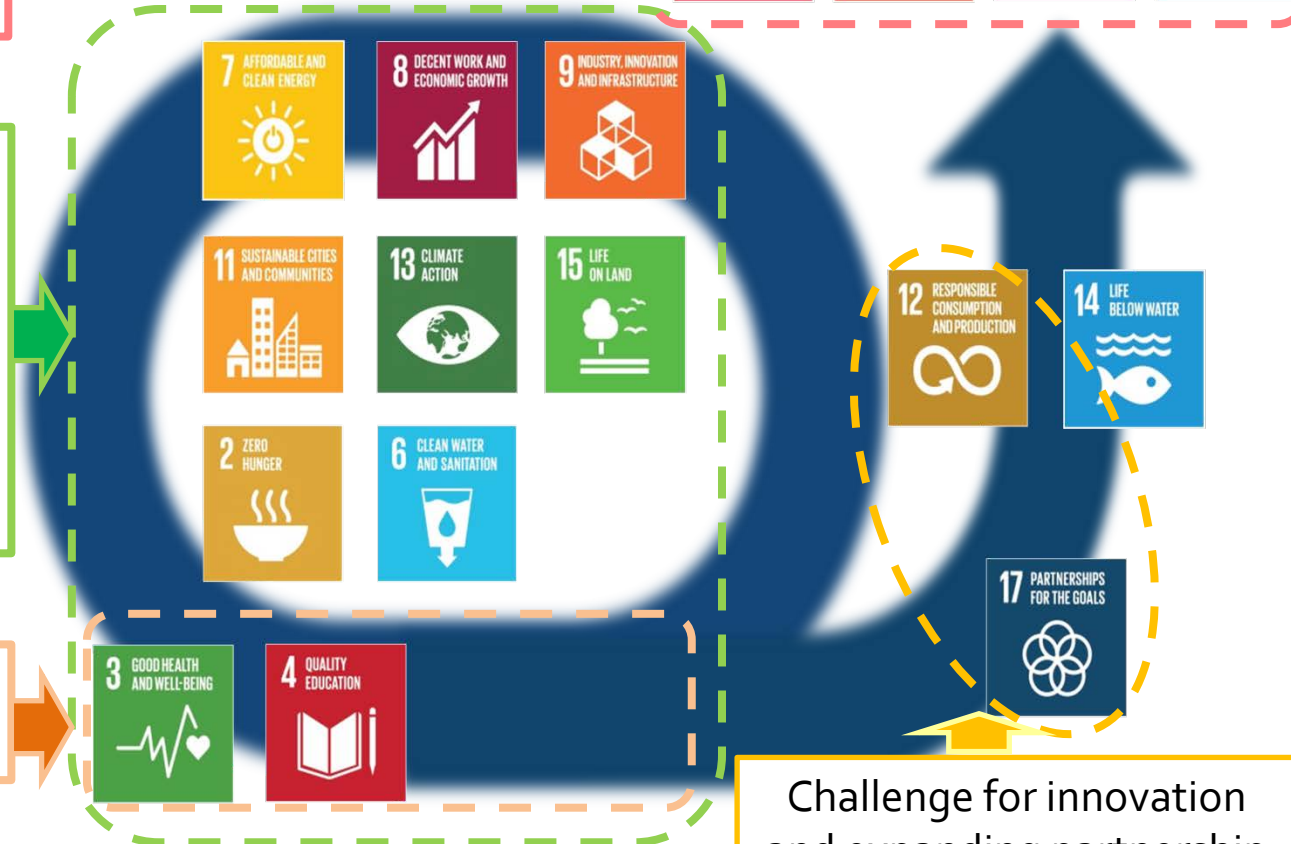 7 AFFORDABLE AND
CLEAN ENERGY
8 DECENT WORK AND
ECONOMIC GROWTH
9 INDUSTRY, INNOVATION
AND INFRASTRUCTURE
11 SUSTAINABLE CITIES
AND COMMUNITIES
13 CLIMATE
ACTION
15 LIFE
ON LAND
12 RESPONSIBLE
CONSUMPTION
AND PRODUCTION
14 LIFE
BELOW WATER
2 ZERO
HUNGER
6 CLEAN WATER
AND SANITATION
17 PARTNERSHIPS
FOR THE GOALS
3 GOOD HEALTH
AND WELL-BEING
4 QUALITY
EDUCATION
Challenge for innovation
and expanding partnership